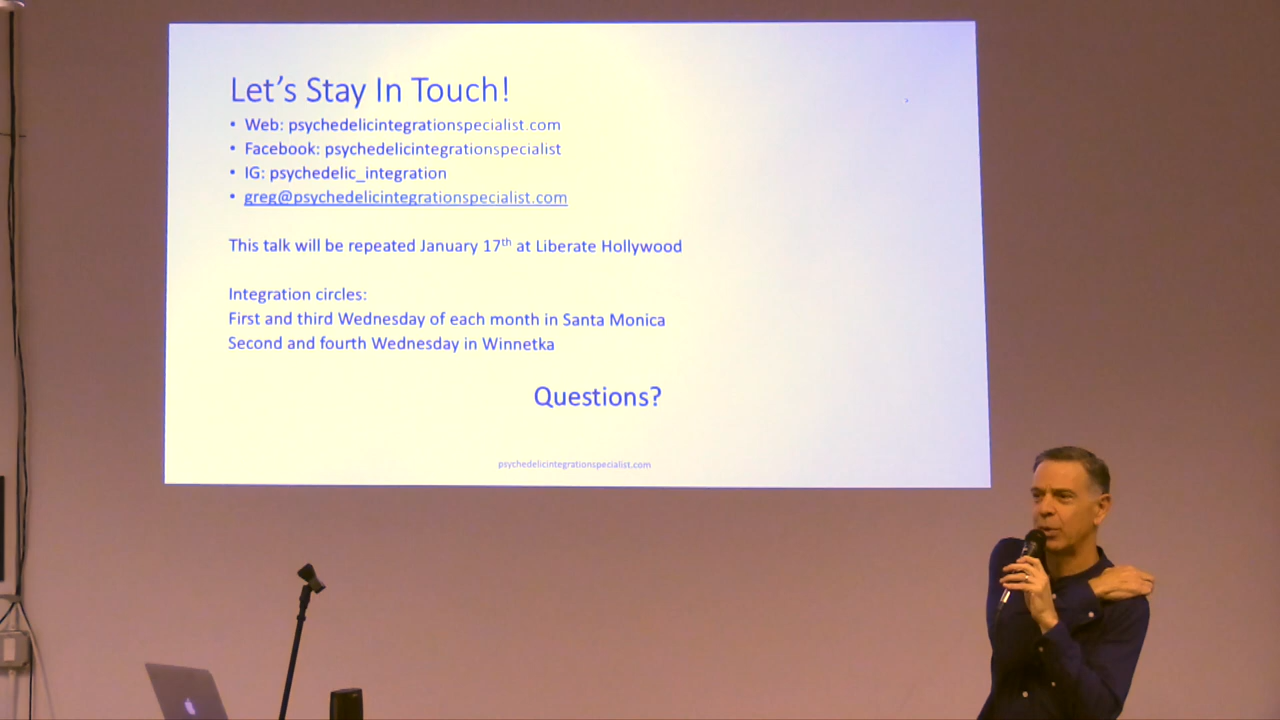 Let's Stay In Touch!
• Web: psychedelicintegrationspecialist.com
• Facebook: psychedelicintegrationspecialist
• IG: psychedelic_integration
• greg@psychedelicintegrationspecialist.com
This talk will be repeated January 17th at Liberate Hollywood
Integration circles:
First and third Wednesday of each month in Santa Monica
Second and fourth Wednesday in Winnetka
Questions?
psychedelicintegrationspecialist.com